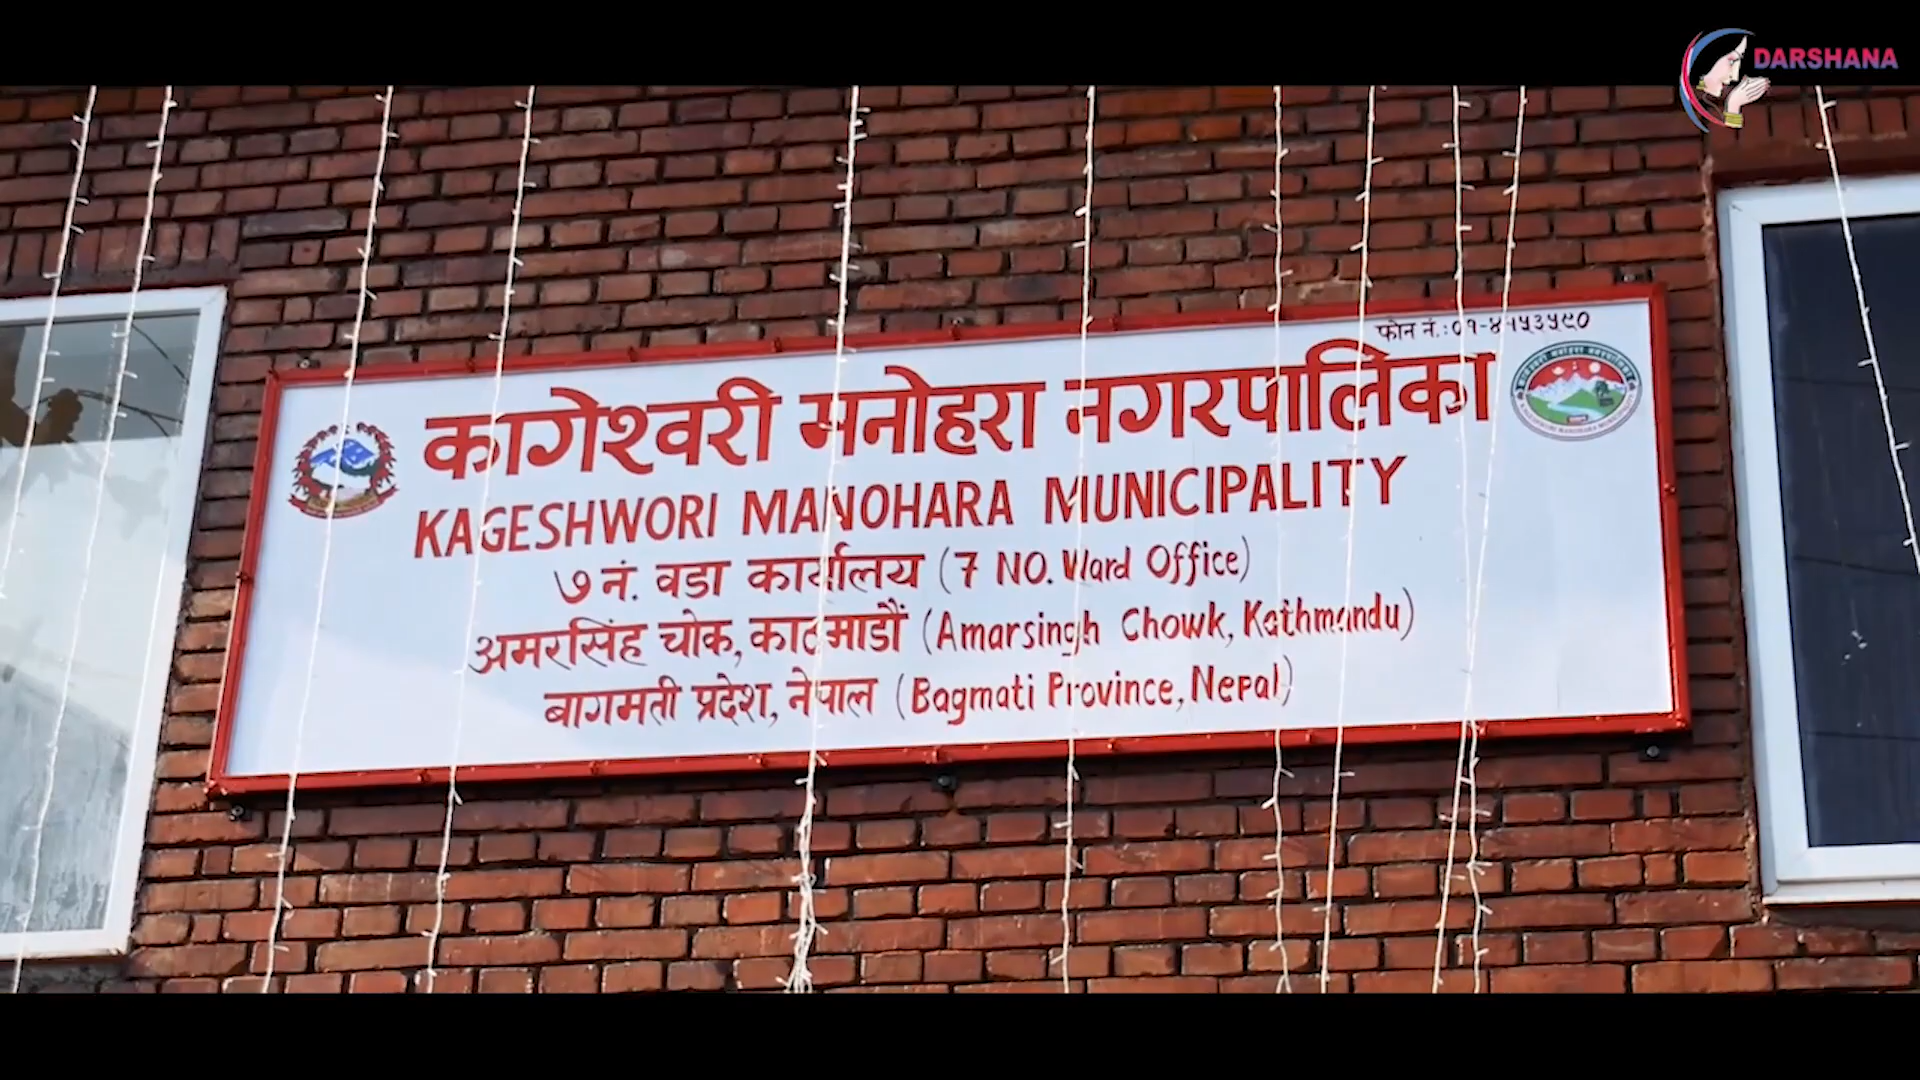 DARSHANA
फोन नं.:०१-४१५३५९०
कागेश्वरी मनोहरा नगरपालिका
KAGESHWORI MANOHARA MUNICIPALITY
७ नं. वडा कार्यालय (7 NO. Ward Office)
अमरसिंह चोक, काठमाडौं (Amarsingh Chowk, Kathmandu)
बागमती प्रदेश, नेपाल (Bagmati Province, Nepal)